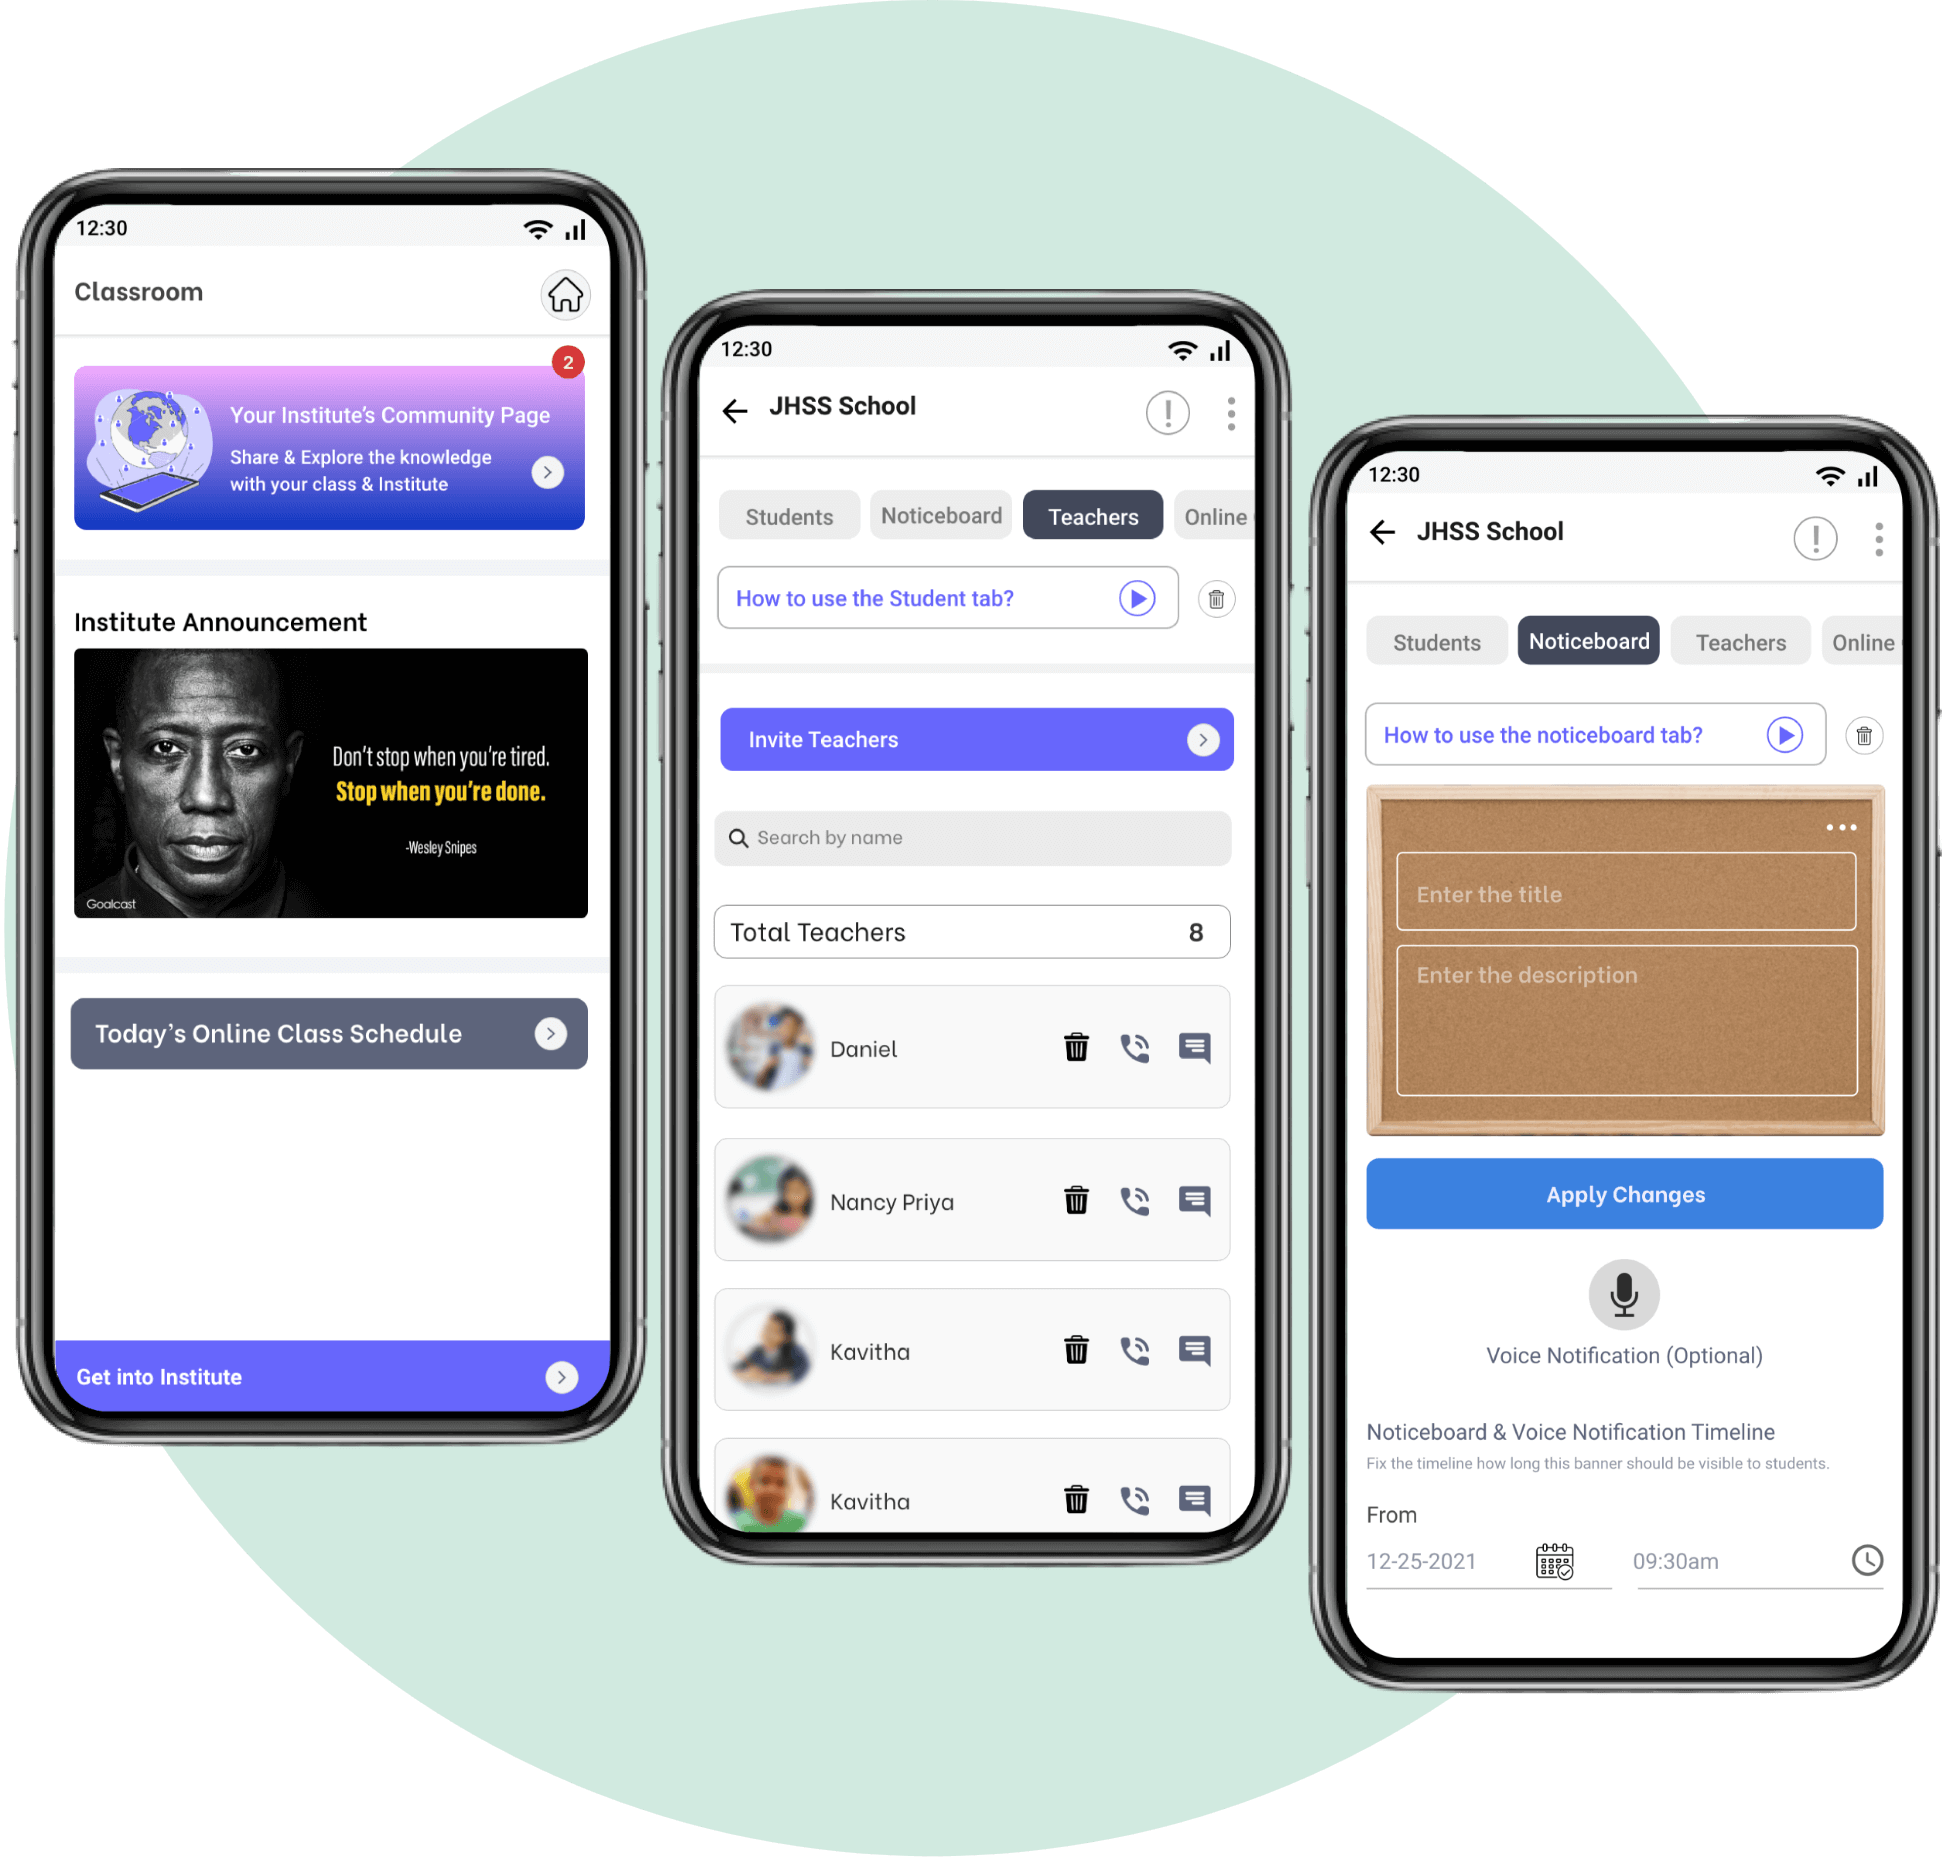 12:30
Classroom
2
Your Institute's Community Page
Share & Explore the knowledge
with your class & Institute
Institute Announcement
Don't stop when you're tired.
Stop when you're done.
-Wesley Snipes
Goalcast
Today's Online Class Schedule
Get into Institute
12:30
JHSS School
Students
Noticeboard
Teachers
Online
How to use the Student tab?
Invite Teachers
Search by name
Total Teachers 8
Daniel
Nancy Priya
Kavitha
Kavitha
12:30
JHSS School
Students
Noticeboard
Teachers
Online
How to use the noticeboard tab?
Enter the title
Enter the description
Apply Changes
Voice Notification (Optional)
Noticeboard & Voice Notification Timeline
Fix the timeline how long this banner should be visible to students.
From
12-25-2021 09:30am